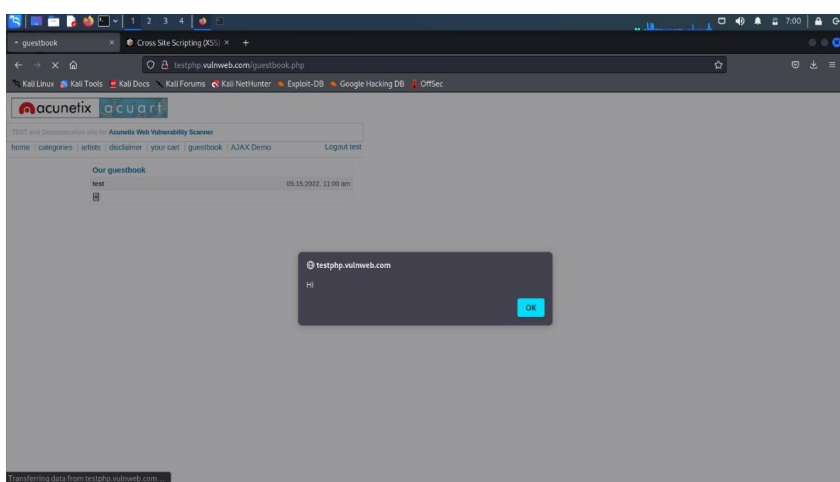 1 2 3 4
7:00
guestbook
Cross Site Scripting (XSS)
testphp.vulnweb.com/guestbook.php
Kali Linux Kali Tools Kali Docs Kali Forums Kali NetHunter Exploit-DB Google Hacking DB OffSec
acunetix acuart
TEST and Demonstration site for Acunetix Web Vulnerability Scanner
home categories artists disclaimer your cart guestbook AJAX Demo Logout test
Our guestbook
test 05.15.2022, 11:00 am
testphp.vulnweb.com
HI
OK
Transferring data from testphp.vulnweb.com...